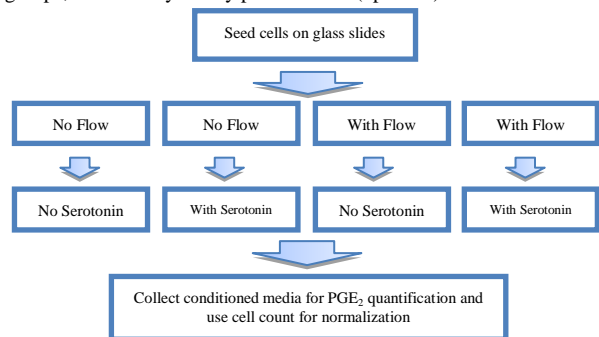 Seed cells on glass slides
No Flow
No Flow
With Flow
With Flow
No Serotonin
With Serotonin
No Serotonin
With Serotonin
Collect conditioned media for PGE₂ quantification and
use cell count for normalization